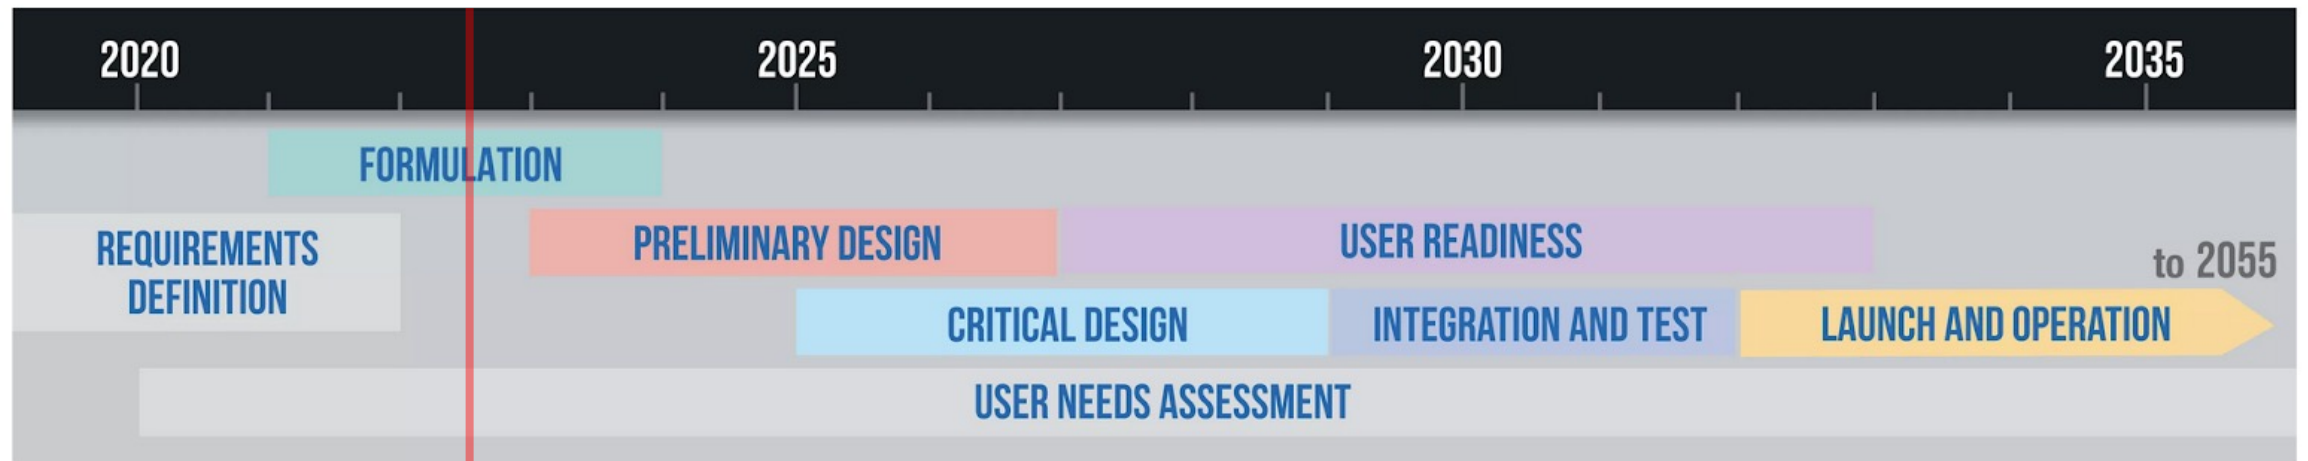 2020 2025 2030 2035
FORMULATION
REQUIREMENTS
DEFINITION
PRELIMINARY DESIGN
USER READINESS
to 2055
CRITICAL DESIGN
INTEGRATION AND TEST
LAUNCH AND OPERATION
USER NEEDS ASSESSMENT